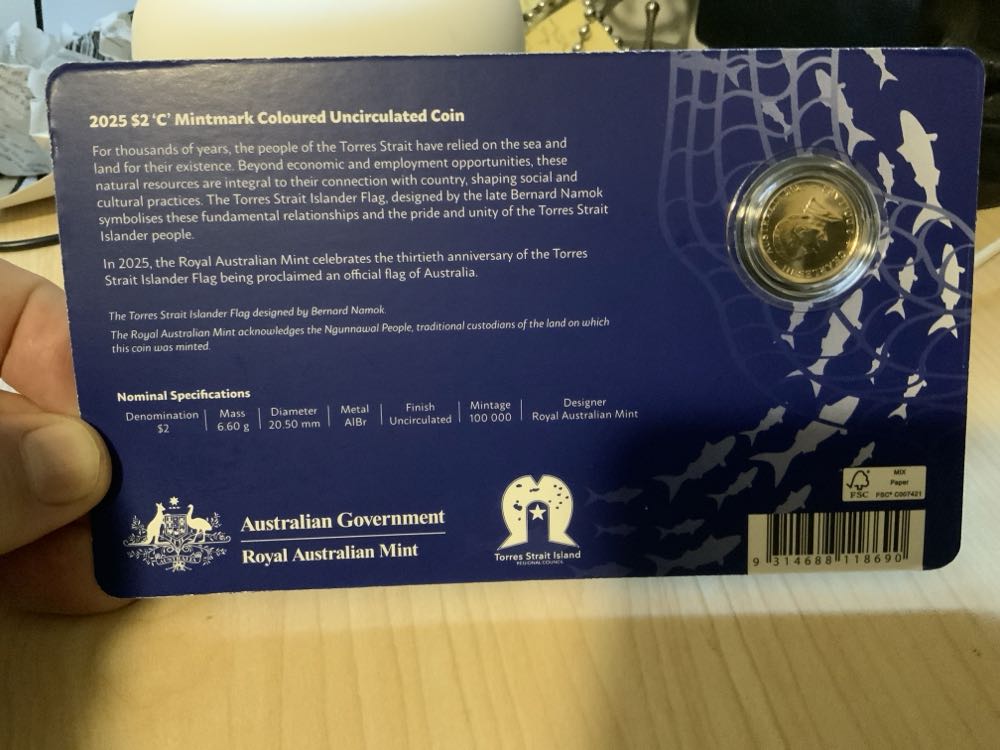 2025 $2 ‘C’ Mintmark Coloured Uncirculated Coin
For thousands of years, the people of the Torres Strait have relied on the sea and
land for their existence. Beyond economic and employment opportunities, these
natural resources are integral to their connection with country, shaping social and
cultural practices. The Torres Strait Islander Flag, designed by the late Bernard Namok
symbolises these fundamental relationships and the pride and unity of the Torres Strait
Islander people.
In 2025, the Royal Australian Mint celebrates the thirtieth anniversary of the Torres
Strait Islander Flag being proclaimed an official flag of Australia.
The Torres Strait Islander Flag designed by Bernard Namok.
The Royal Australian Mint acknowledges the Ngunnawal People, traditional custodians of the land on which
this coin was minted.
Nominal Specifications
Denomination Mass Diameter Metal Finish Mintage Designer
$2 6.60 g 20.50 mm AlBr Uncirculated 100 000 Royal Australian Mint
Australian Government
Royal Australian Mint
Torres Strait Island
REGIONAL COUNCIL
FSC
MIX
Paper
FSC® C007421
9 314688 118690